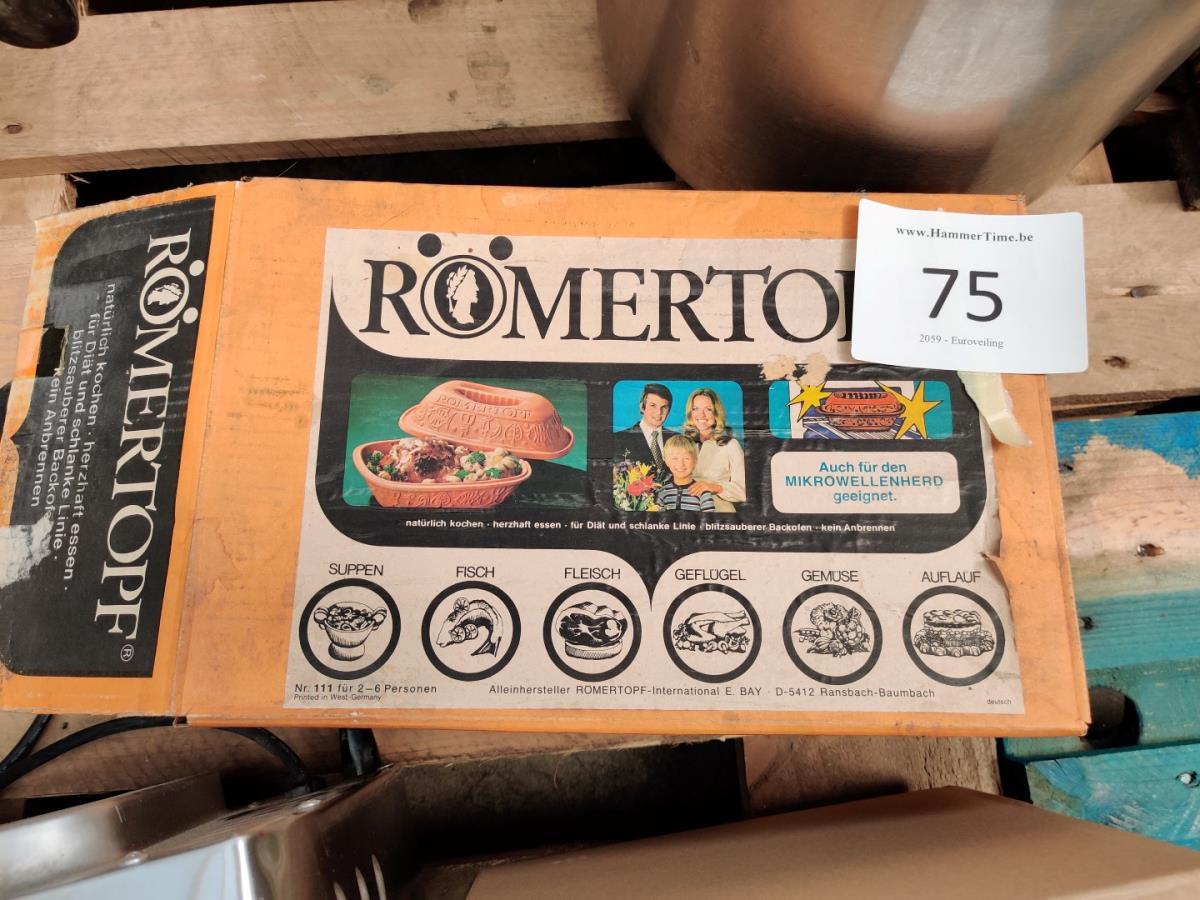 RÖMERTOPF®
natürlich kochen · herzhaft essen ·
für Diät und schlanke Linie ·
blitzsauberer Backofen
kein Anbrennen
RÖMERTO
www.HammerTime.be
75
2059 - Euroveiling
ROMERTOPF
Auch für den
MIKROWELLENHERD
geeignet.
natürlich kochen · herzhaft essen · für Diät und schlanke Linie · blitzsauberer Backofen · kein Anbrennen
SUPPEN FISCH FLEISCH GEFLÜGEL GEMÜSE AUFLAUF
Nr. 111 für 2–6 Personen
Printed in West-Germany
Alleinhersteller RÖMERTOPF-International E. BAY · D-5412 Ransbach-Baumbach
deutsch